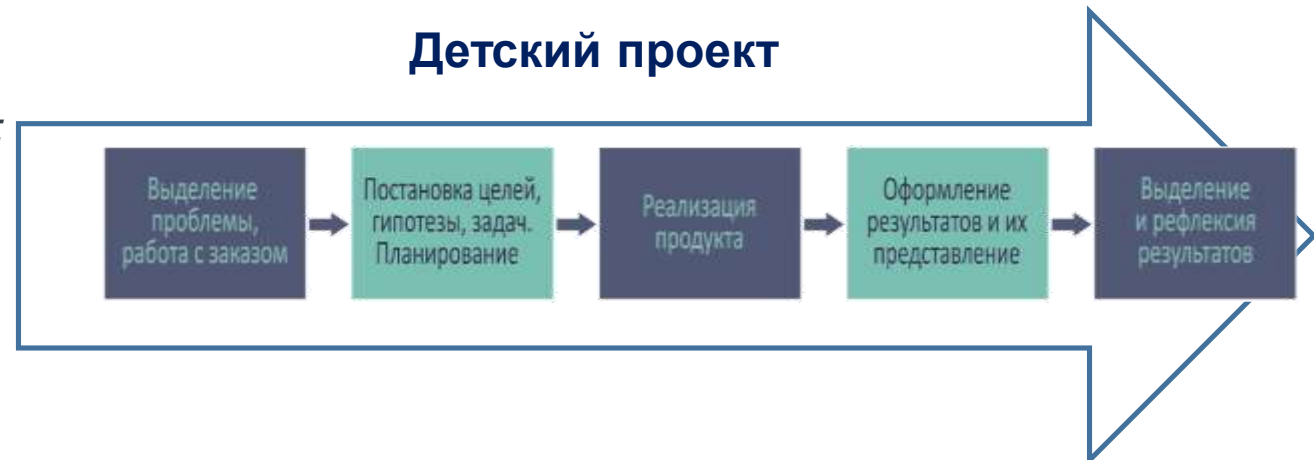 Детский проект
Выделение
проблемы,
работа с заказом
Постановка целей,
гипотезы, задач.
Планирование
Реализация
продукта
Оформление
результатов и их
представление
Выделение
и рефлексия
результатов